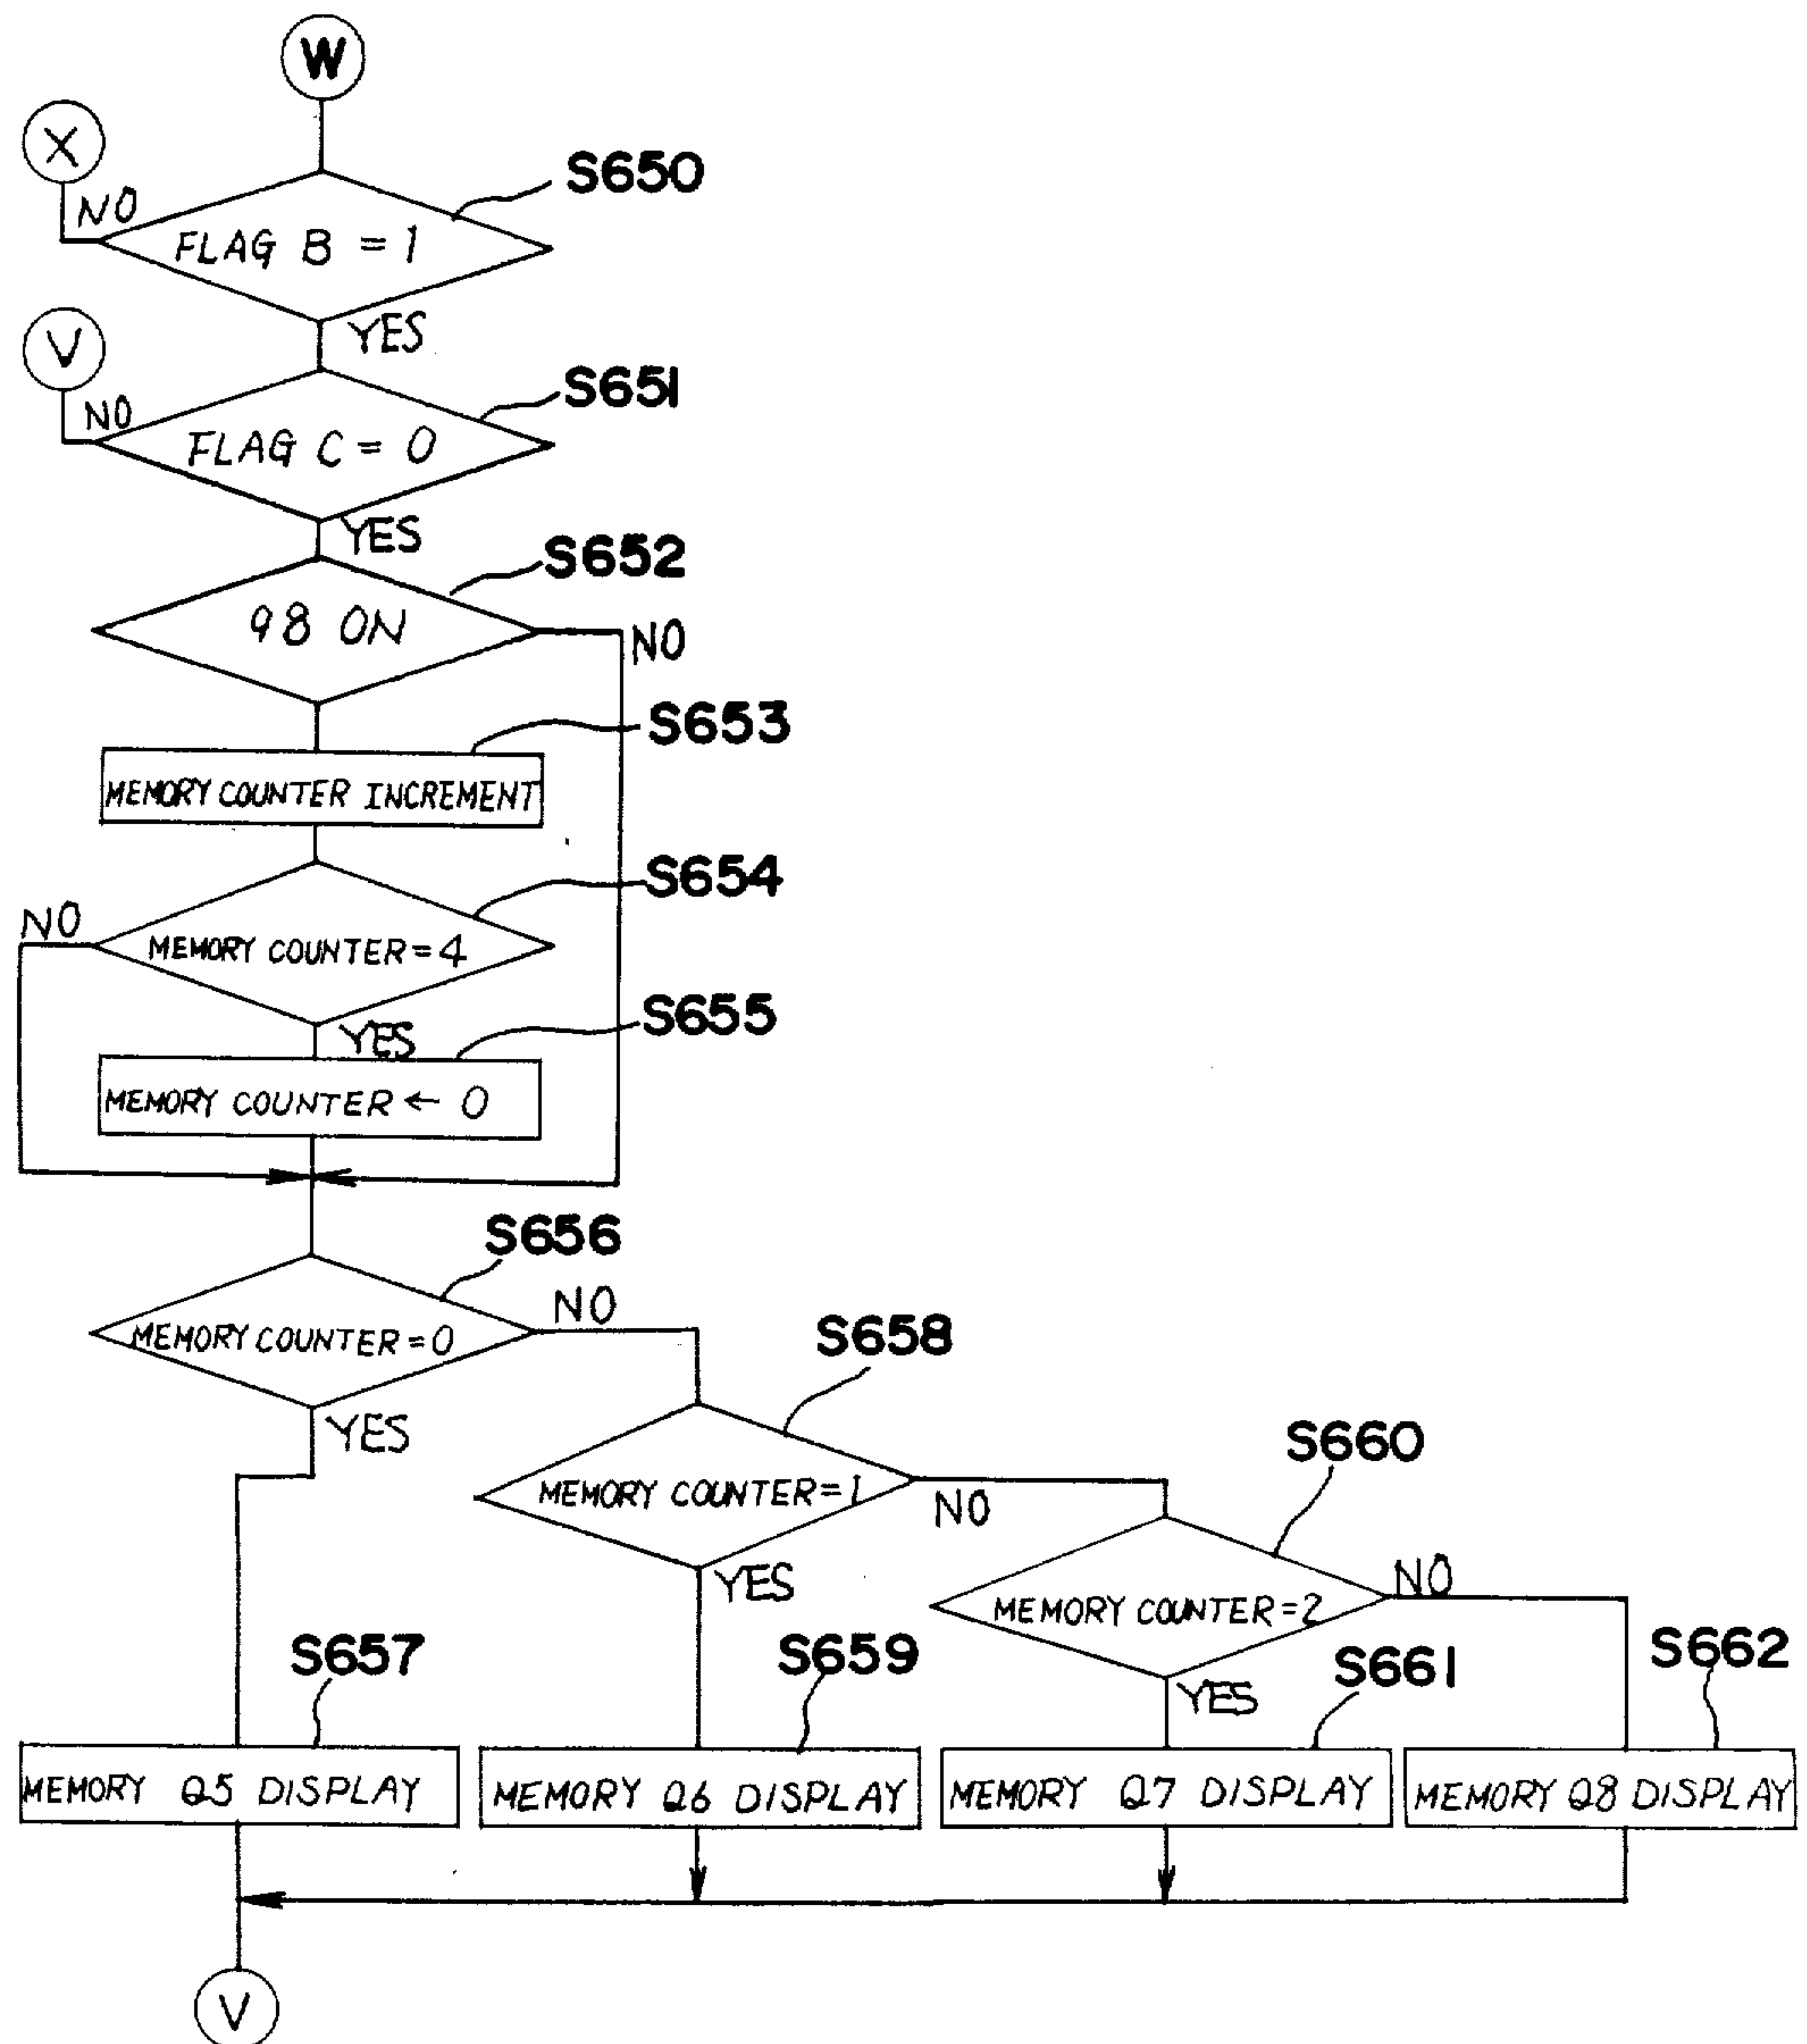 W
X
S650
NO
FLAG B = 1
YES
V
S651
NO
FLAG C = 0
YES
S652
98 ON
NO
S653
MEMORY COUNTER INCREMENT
S654
NO
MEMORY COUNTER = 4
S655
YES
MEMORY COUNTER ← 0
S656
NO
MEMORY COUNTER = 0
S658
YES
S660
MEMORY COUNTER = 1
NO
NO
YES
MEMORY COUNTER = 2
S657
S659
S661
S662
YES
MEMORY Q5 DISPLAY
MEMORY Q6 DISPLAY
MEMORY Q7 DISPLAY
MEMORY Q8 DISPLAY
V